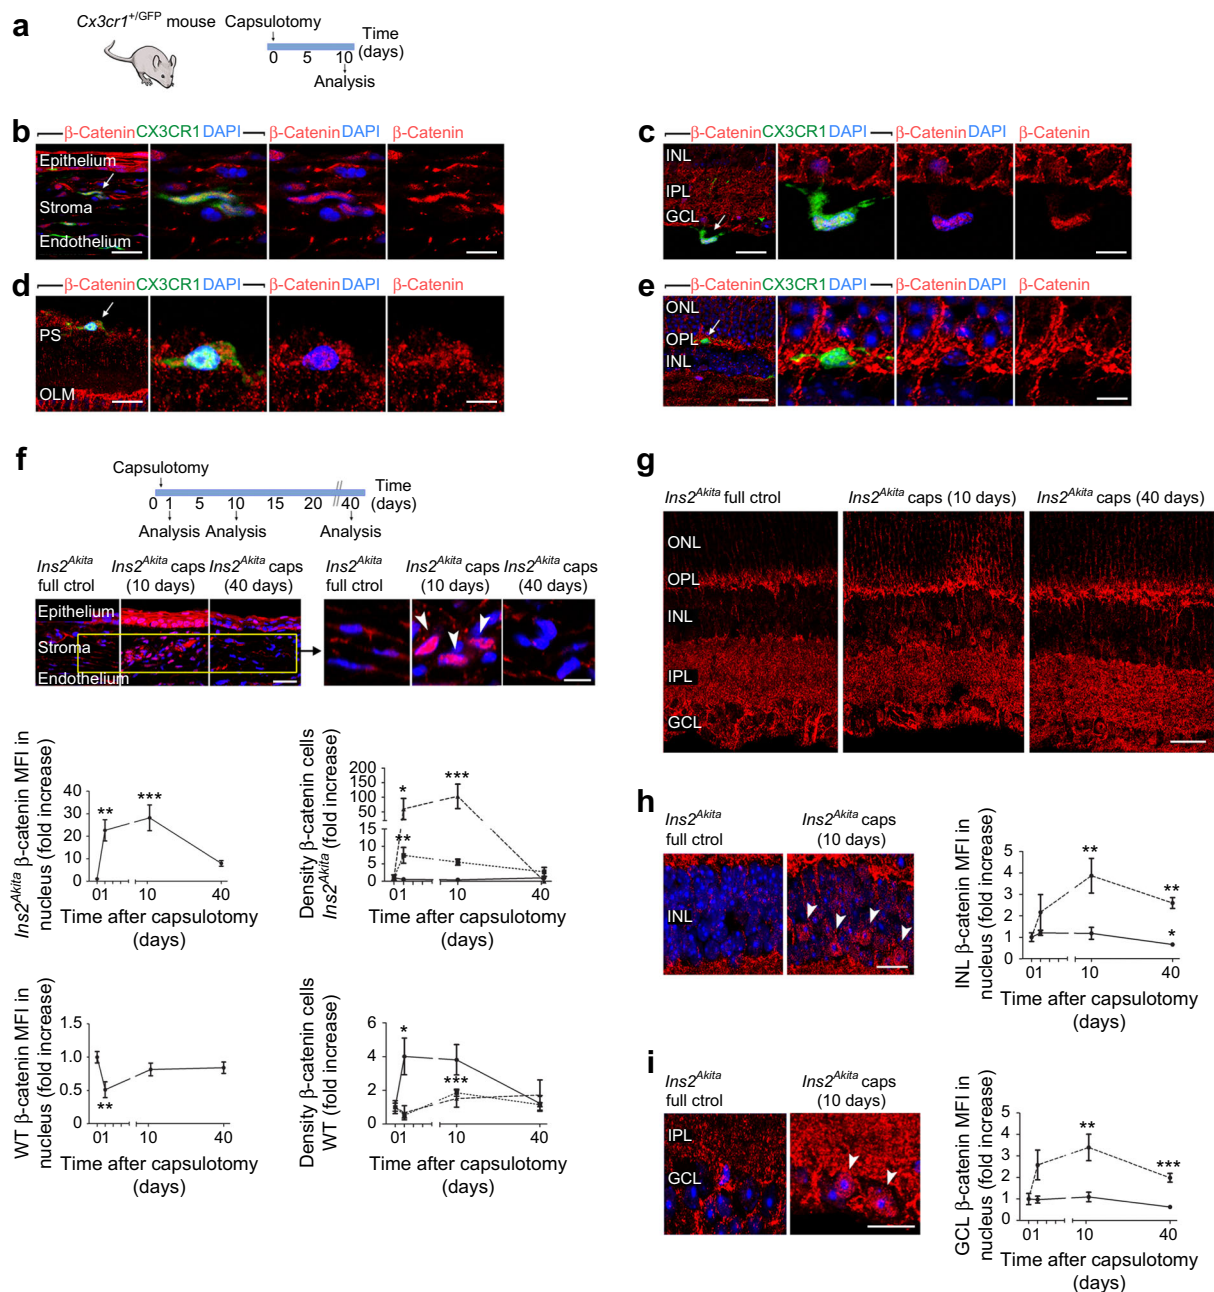 a
Cx3cr1+/GFP mouse
Capsulotomy
Time
(days)
0 5 10
Analysis
b
β-Catenin CX3CR1 DAPI β-Catenin DAPI β-Catenin
Epithelium
Stroma
Endothelium
c
β-Catenin CX3CR1 DAPI β-Catenin DAPI β-Catenin
INL
IPL
GCL
d
β-Catenin CX3CR1 DAPI β-Catenin DAPI β-Catenin
PS
OLM
e
β-Catenin CX3CR1 DAPI β-Catenin DAPI β-Catenin
ONL
OPL
INL
f
Capsulotomy
Time
(days)
0 1 5 10 15 20 40
Analysis Analysis Analysis
Ins2Akita full ctrol
Ins2Akita caps (10 days)
Ins2Akita caps (40 days)
Ins2Akita full ctrol
Ins2Akita caps (10 days)
Ins2Akita caps (40 days)
Epithelium
Stroma
Endothelium
Ins2Akita β-catenin MFI in
nucleus (fold increase)
40
30
20
10
0
** ***
01 10 40
Time after capsulotomy
(days)
Density β-catenin cells
Ins2Akita (fold increase)
200
150
100
50
15
10
5
0
* ***
**
01 10 40
Time after capsulotomy
(days)
WT β-catenin MFI in
nucleus (fold increase)
1.5
1.0
0.5
0
**
01 10 40
Time after capsulotomy
(days)
Density β-catenin cells
WT (fold increase)
6
4
2
0
*
***
01 10 40
Time after capsulotomy
(days)
g
Ins2Akita full ctrol
Ins2Akita caps (10 days)
Ins2Akita caps (40 days)
ONL
OPL
INL
IPL
GCL
h
Ins2Akita
full ctrol
Ins2Akita caps
(10 days)
INL
INL β-catenin MFI in
nucleus (fold increase)
5
4
3
2
1
0
**
**
*
01 10 40
Time after capsulotomy
(days)
i
Ins2Akita
full ctrol
Ins2Akita caps
(10 days)
IPL
GCL
GCL β-catenin MFI in
nucleus (fold increase)
5
4
3
2
1
0
**
***
01 10 40
Time after capsulotomy
(days)